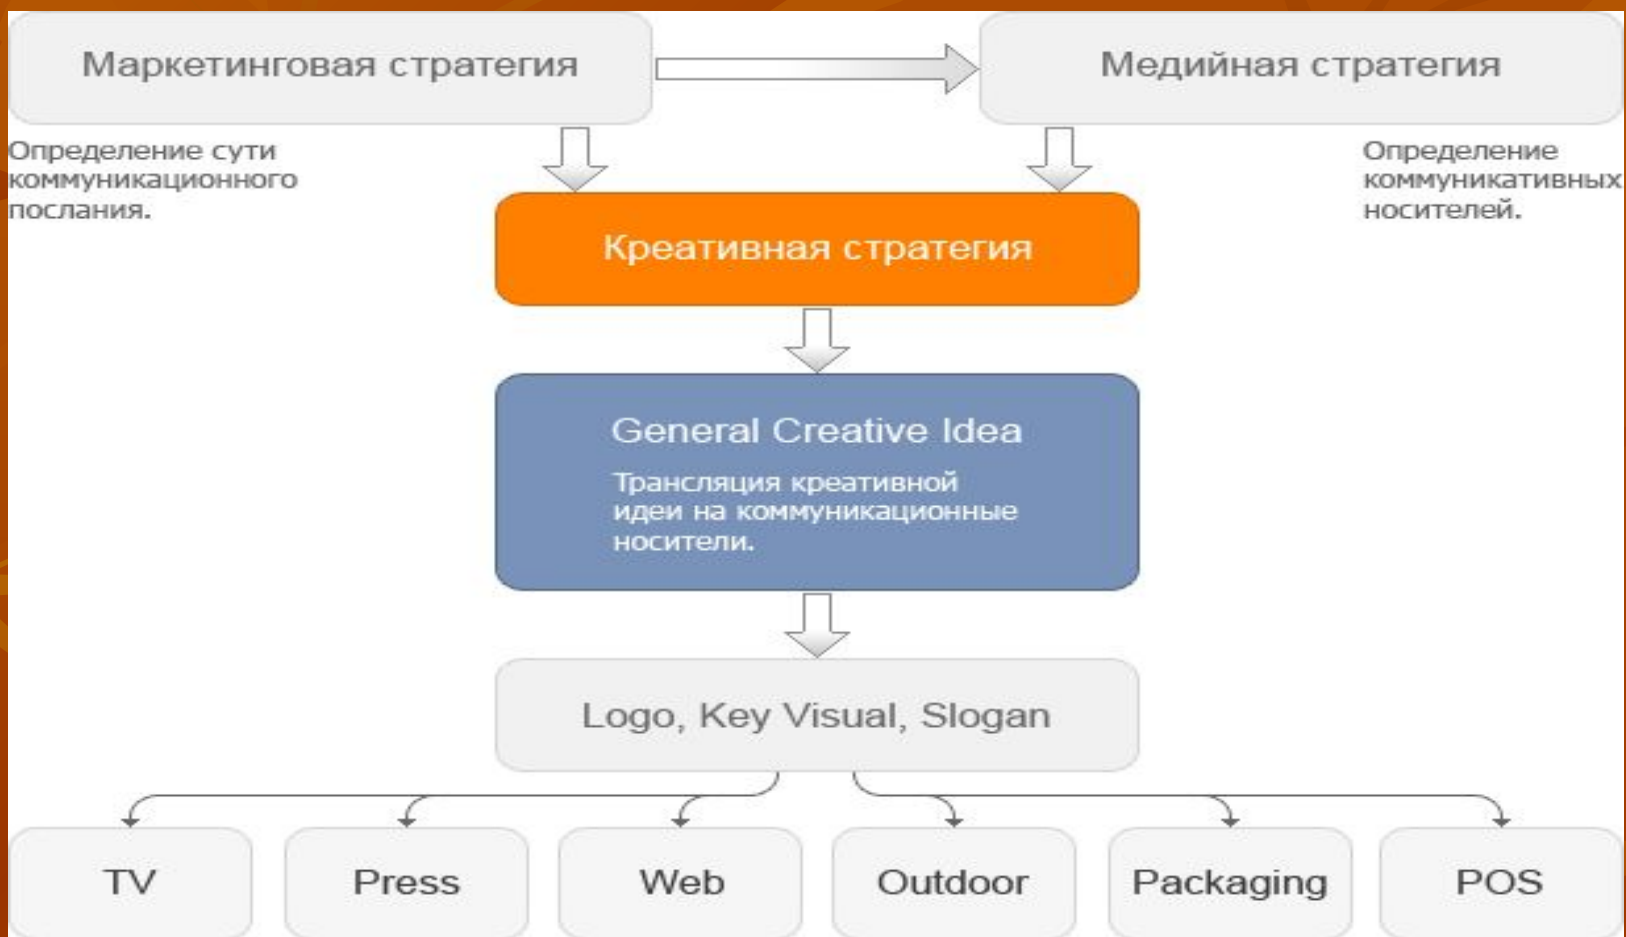 Маркетинговая стратегия
Медийная стратегия
Определение сути
коммуникационного
послания.
Определение
коммуникативных
носителей.
Креативная стратегия
General Creative Idea
Трансляция креативной
идеи на коммуникационные
носители.
Logo, Key Visual, Slogan
TV
Press
Web
Outdoor
Packaging
POS